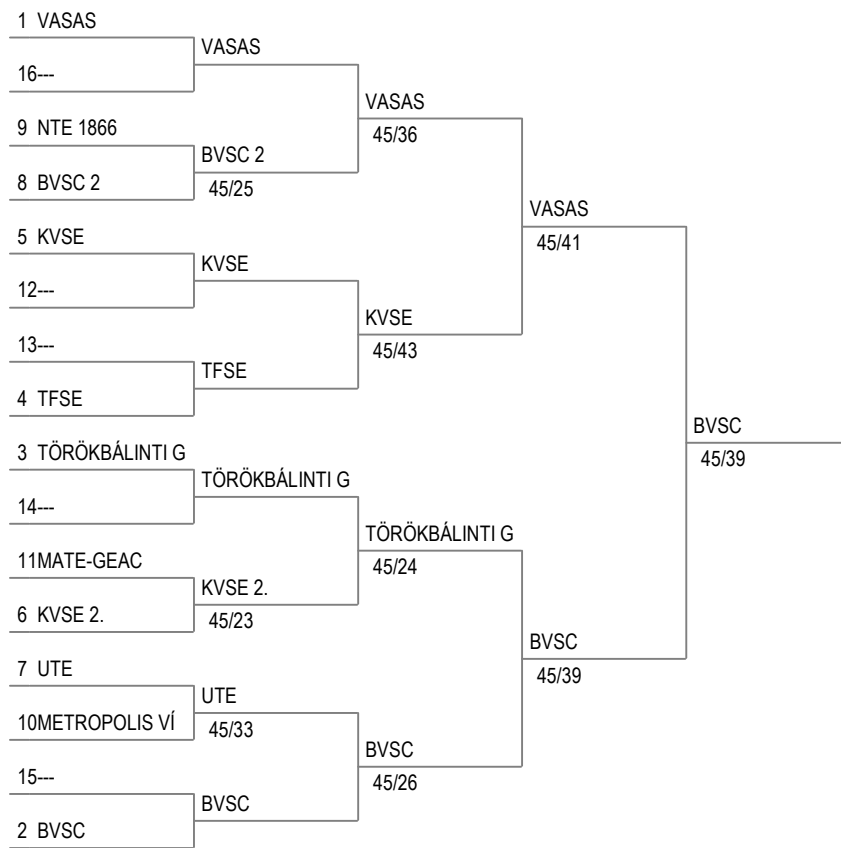 1 VASAS
VASAS
16---
VASAS
45/36
9 NTE 1866
BVSC 2
45/25
8 BVSC 2
VASAS
45/41
5 KVSE
KVSE
12---
KVSE
45/43
13---
TFSE
4 TFSE
BVSC
45/39
3 TÖRÖKBÁLINTI G
TÖRÖKBÁLINTI G
14---
TÖRÖKBÁLINTI G
45/24
11MATE-GEAC
KVSE 2.
45/23
6 KVSE 2.
BVSC
45/39
7 UTE
UTE
45/33
10METROPOLIS VÍ
BVSC
45/26
15---
BVSC
2 BVSC